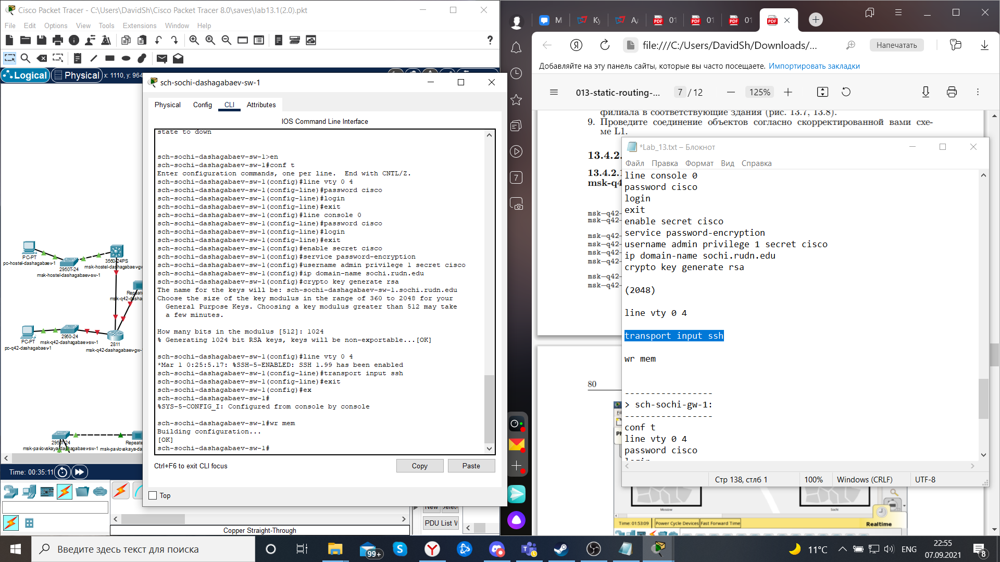 Cisco Packet Tracer - C:\Users\DavidSh\Cisco Packet Tracer 8.0\saves\lab13.1(2.0).pkt
File Edit Options View Tools Extensions Window Help
Logical Physical x: 1110, y: 964
PC-PT
pc-hostel-dashagabaev-1
2950T-24
msk-hostel-dashagabaev-sw-1
3560-24PS
msk-hostel-dashagabaev-gw
Repeate
msk-q42-dasha
PC-PT
pc-q42-dashagabaev-1
2950-24
msk-q42-dashagabaev-sw-1
2811
msk-q42-dashagabaev-gw-
2950T-24
msk-pavlovskaya-dashagabaev-sw-1
Repeate
msk-pavlovskaya-da
Time: 00:35:11
Copper Straight-Through
New
PDU List W
sch-sochi-dashagabaev-sw-1
Physical Config CLI Attributes
IOS Command Line Interface
state to down
sch-sochi-dashagabaev-sw-1>en
sch-sochi-dashagabaev-sw-1#conf t
Enter configuration commands, one per line. End with CNTL/Z.
sch-sochi-dashagabaev-sw-1(config)#line vty 0 4
sch-sochi-dashagabaev-sw-1(config-line)#password cisco
sch-sochi-dashagabaev-sw-1(config-line)#login
sch-sochi-dashagabaev-sw-1(config-line)#exit
sch-sochi-dashagabaev-sw-1(config)#line console 0
sch-sochi-dashagabaev-sw-1(config-line)#password cisco
sch-sochi-dashagabaev-sw-1(config-line)#login
sch-sochi-dashagabaev-sw-1(config-line)#exit
sch-sochi-dashagabaev-sw-1(config)#enable secret cisco
sch-sochi-dashagabaev-sw-1(config)#service password-encryption
sch-sochi-dashagabaev-sw-1(config)#username admin privilege 1 secret cisco
sch-sochi-dashagabaev-sw-1(config)#ip domain-name sochi.rudn.edu
sch-sochi-dashagabaev-sw-1(config)#crypto key generate rsa
The name for the keys will be: sch-sochi-dashagabaev-sw-1.sochi.rudn.edu
Choose the size of the key modulus in the range of 360 to 2048 for your
General Purpose Keys. Choosing a key modulus greater than 512 may take
a few minutes.
How many bits in the modulus [512]: 1024
% Generating 1024 bit RSA keys, keys will be non-exportable...[OK]
sch-sochi-dashagabaev-sw-1(config)#line vty 0 4
*Mar 1 0:25:5.17: %SSH-5-ENABLED: SSH 1.99 has been enabled
sch-sochi-dashagabaev-sw-1(config-line)#transport input ssh
sch-sochi-dashagabaev-sw-1(config-line)#exit
sch-sochi-dashagabaev-sw-1(config)#ex
sch-sochi-dashagabaev-sw-1#
%SYS-5-CONFIG_I: Configured from console by console
sch-sochi-dashagabaev-sw-1#wr mem
Building configuration...
[OK]
sch-sochi-dashagabaev-sw-1#
Ctrl+F6 to exit CLI focus
Copy Paste
Top
7
М Ку А 01 01 01
file:///C:/Users/DavidSh/Downloads/... Напечатать
Добавляйте на эту панель сайты, которые вы часто посещаете. Импортировать закладки
013-static-routing-... 7 / 12 125%
филиала в соответствующие здания (рис. 13.7, 13.8).
9. Проведите соединение объектов согласно скорректированной вами схе-
ме L1.
13.4.2.
13.4.2.1
msk-q4
msk-q42-
msk-q42-
msk-q42-
msk-q42-
msk-q42-
msk-q42-
msk-q42-
msk-q42-
80
*Lab_13.txt – Блокнот
Файл Правка Формат Вид Справка
line console 0
password cisco
login
exit
enable secret cisco
service password-encryption
username admin privilege 1 secret cisco
ip domain-name sochi.rudn.edu
crypto key generate rsa
(2048)
line vty 0 4
transport input ssh
wr mem
-----------------
> sch-sochi-gw-1:
-----------------
conf t
line vty 0 4
password cisco
login
Стр 138, стлб 1 100% Windows (CRLF) UTF-8
Moscow Sochi
Time: 01:53:09 Power Cycle Devices Fast Forward Time Realtime
Введите здесь текст для поиска
99+
11°C
ENG
22:55
07.09.2021
8